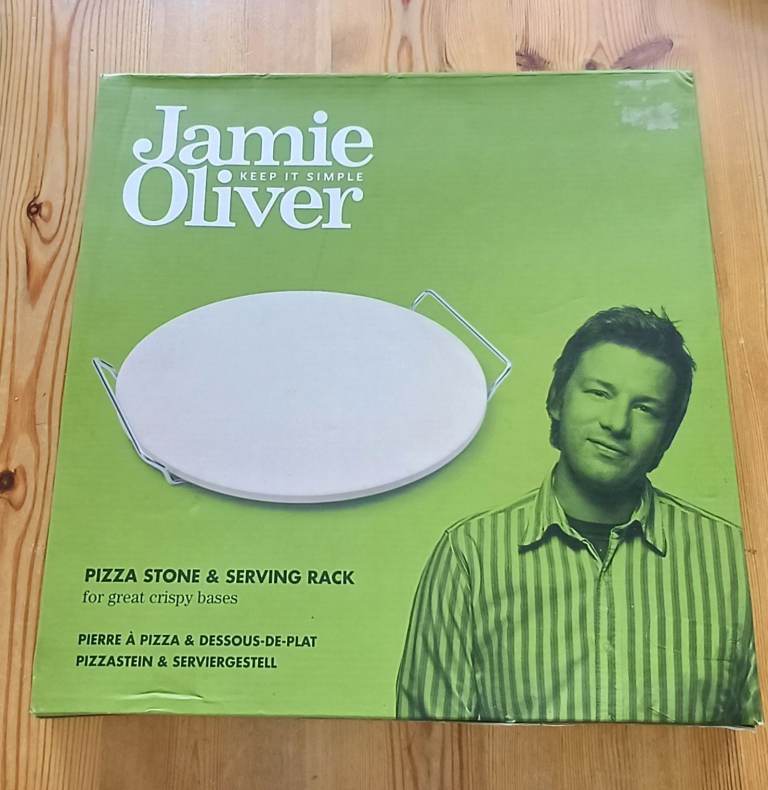 Jamie
KEEP IT SIMPLE
Oliver
PIZZA STONE & SERVING RACK
for great crispy bases
PIERRE À PIZZA & DESSOUS-DE-PLAT
PIZZASTEIN & SERVIERGESTELL